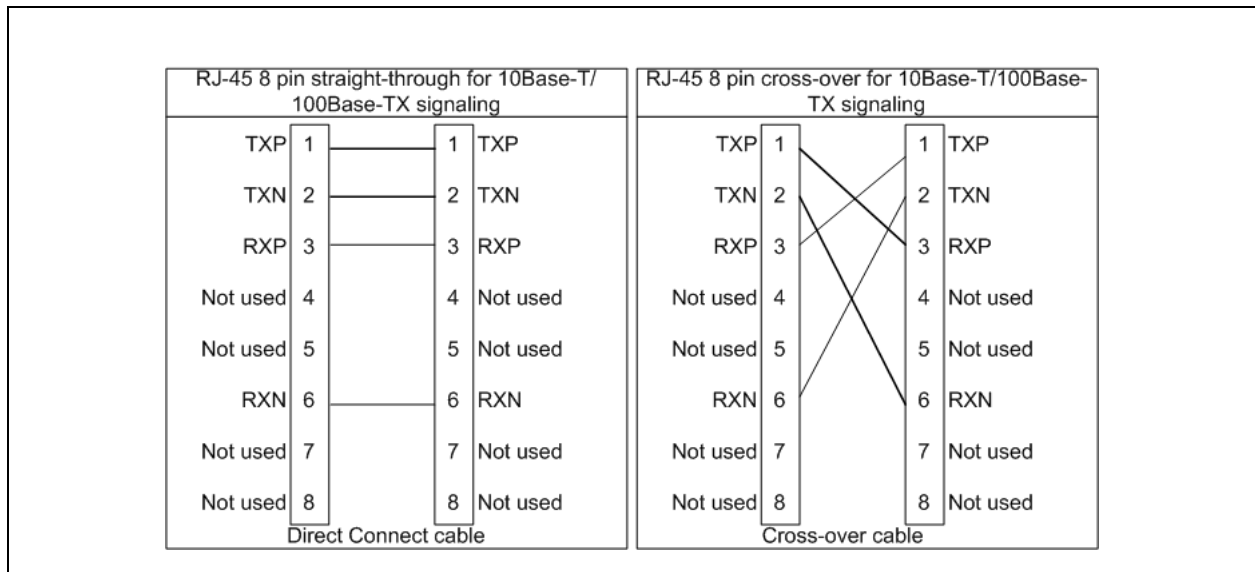 RJ-45 8 pin straight-through for 10Base-T/
100Base-TX signaling
TXP 1 1 TXP
TXN 2 2 TXN
RXP 3 3 RXP
Not used 4 4 Not used
Not used 5 5 Not used
RXN 6 6 RXN
Not used 7 7 Not used
Not used 8 8 Not used
Direct Connect cable
RJ-45 8 pin cross-over for 10Base-T/100Base-
TX signaling
TXP 1 1 TXP
TXN 2 2 TXN
RXP 3 3 RXP
Not used 4 4 Not used
Not used 5 5 Not used
RXN 6 6 RXN
Not used 7 7 Not used
Not used 8 8 Not used
Cross-over cable